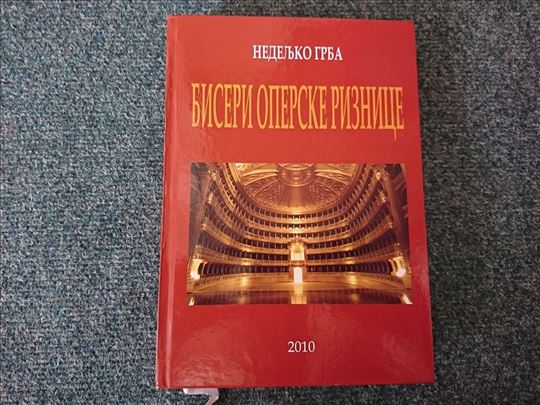 НЕДЕЉКО ГРБА
БИСЕРИ ОПЕРСКЕ РИЗНИЦЕ
2010